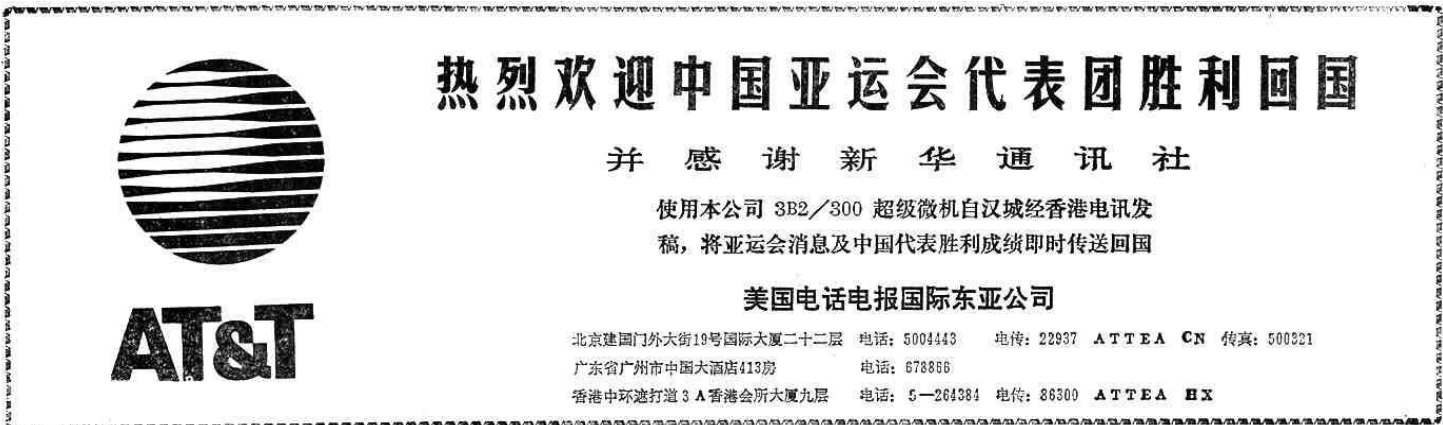 热烈欢迎中国亚运会代表团胜利回国
并感谢新华通讯社
使用本公司 3B2/300 超级微机自汉城经香港电讯发
稿，将亚运会消息及中国代表胜利成绩即时传送回国
AT&T
美国电话电报国际东亚公司
北京建国门外大街19号国际大厦二十二层 电话：5004443 电传：22937 ATTEA CN 传真：500321
广东省广州市中国大酒店413房 电话：678866
香港中环遮打道 3 A 香港会所大厦九层 电话：5—264384 电传：86300 ATTEA HX